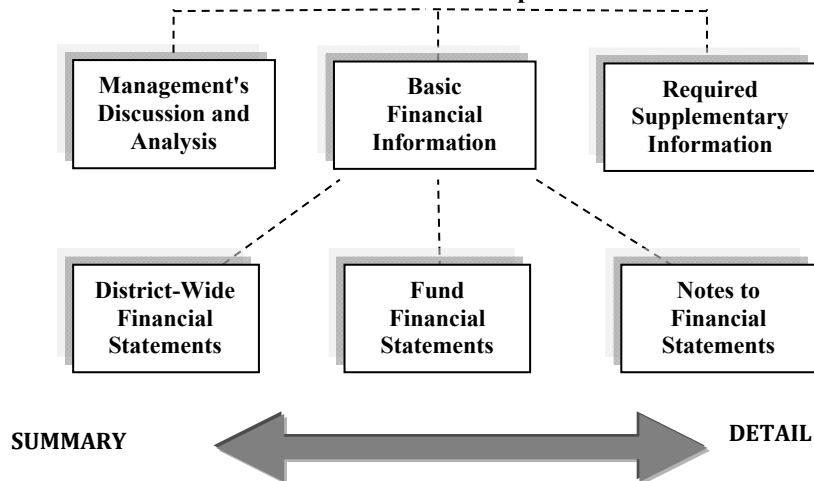 Management's
Discussion and
Analysis
Basic
Financial
Information
Required
Supplementary
Information
District-Wide
Financial
Statements
Fund
Financial
Statements
Notes to
Financial
Statements
SUMMARY
DETAIL